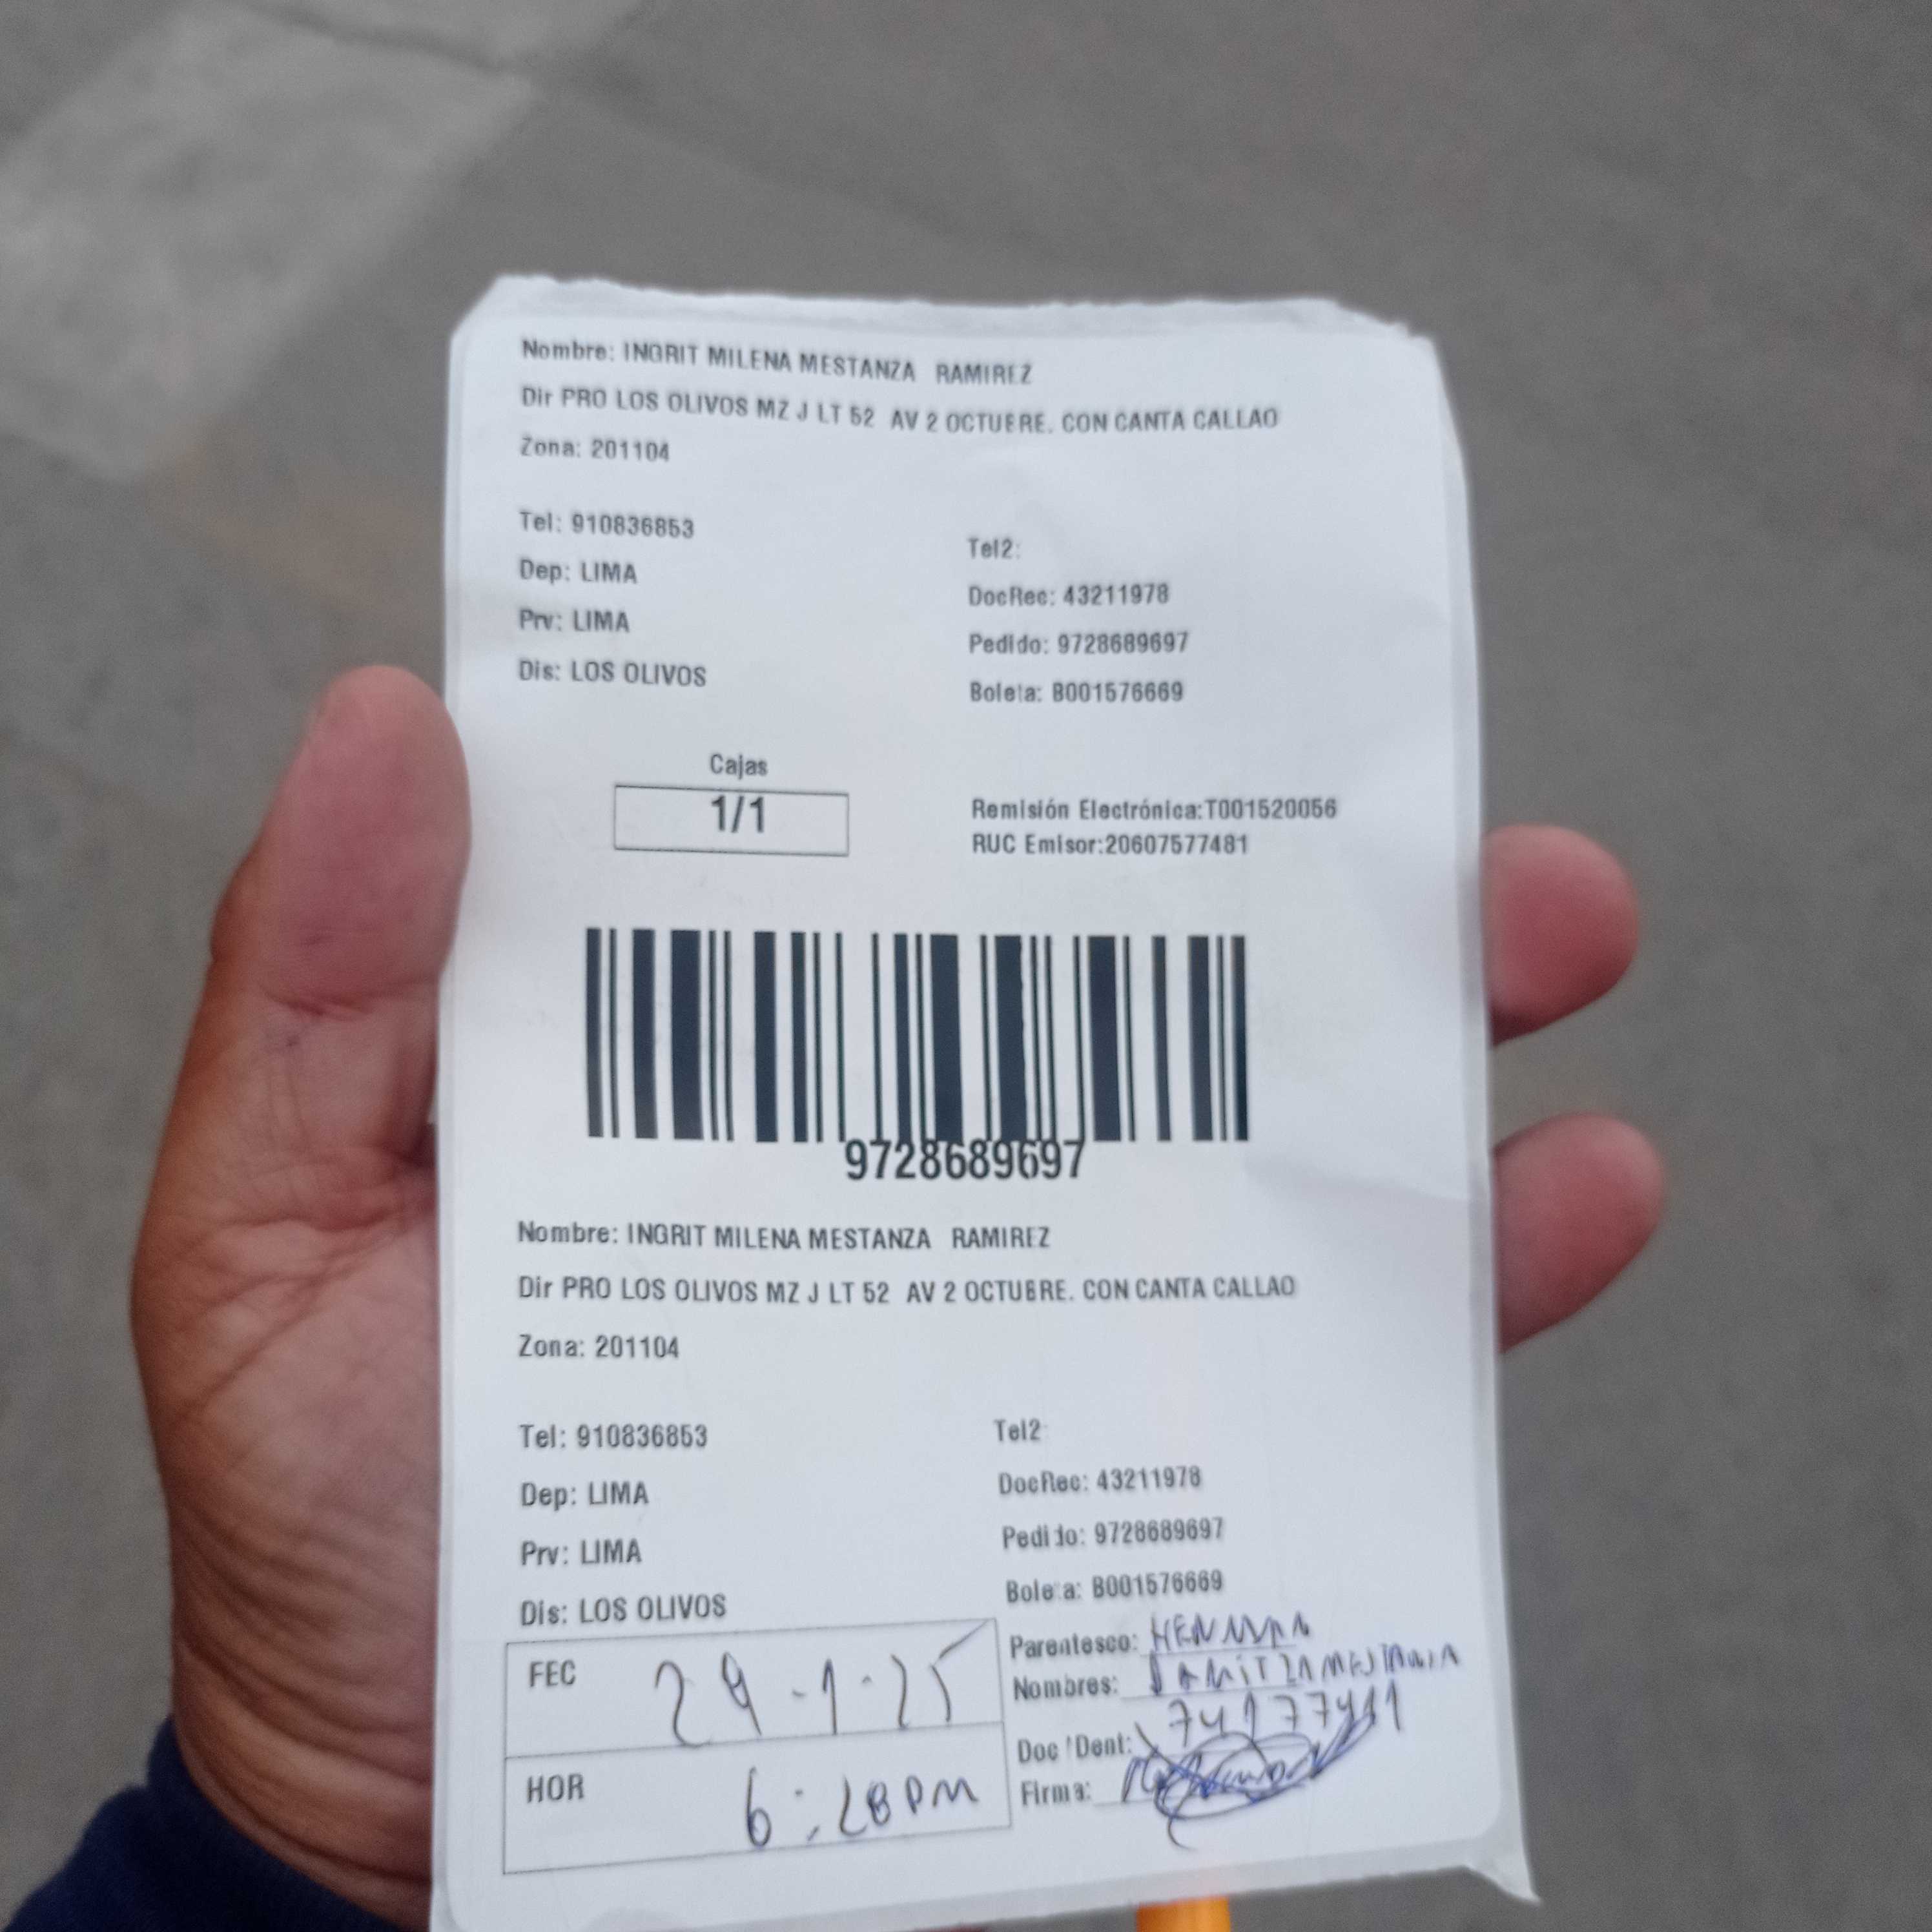 Nombre: INGRIT MILENA MESTANZA RAMIREZ
Dir PRO LOS OLIVOS MZ J LT 52 AV 2 OCTUBRE. CON CANTA CALLAO
Zona: 201104
Tel: 910836853
Tel2:
Dep: LIMA
DocRec: 43211978
Prv: LIMA
Pedido: 9728689697
Dis: LOS OLIVOS
Boleta: B001576669
Cajas
1/1
Remisión Electrónica:T001520056
RUC Emisor:20607577481
9728689697
Nombre: INGRIT MILENA MESTANZA RAMIREZ
Dir PRO LOS OLIVOS MZ J LT 52 AV 2 OCTUBRE. CON CANTA CALLAO
Zona: 201104
Tel: 910836853
Tel2
Dep: LIMA
DocRec: 43211978
Prv: LIMA
Pedido: 9728689697
Dis: LOS OLIVOS
Boleta: B001576669
FEC 29-1-25
HOR 6:28 PM
Parentesco:
Nombres:
Doc Ident:
Firma: